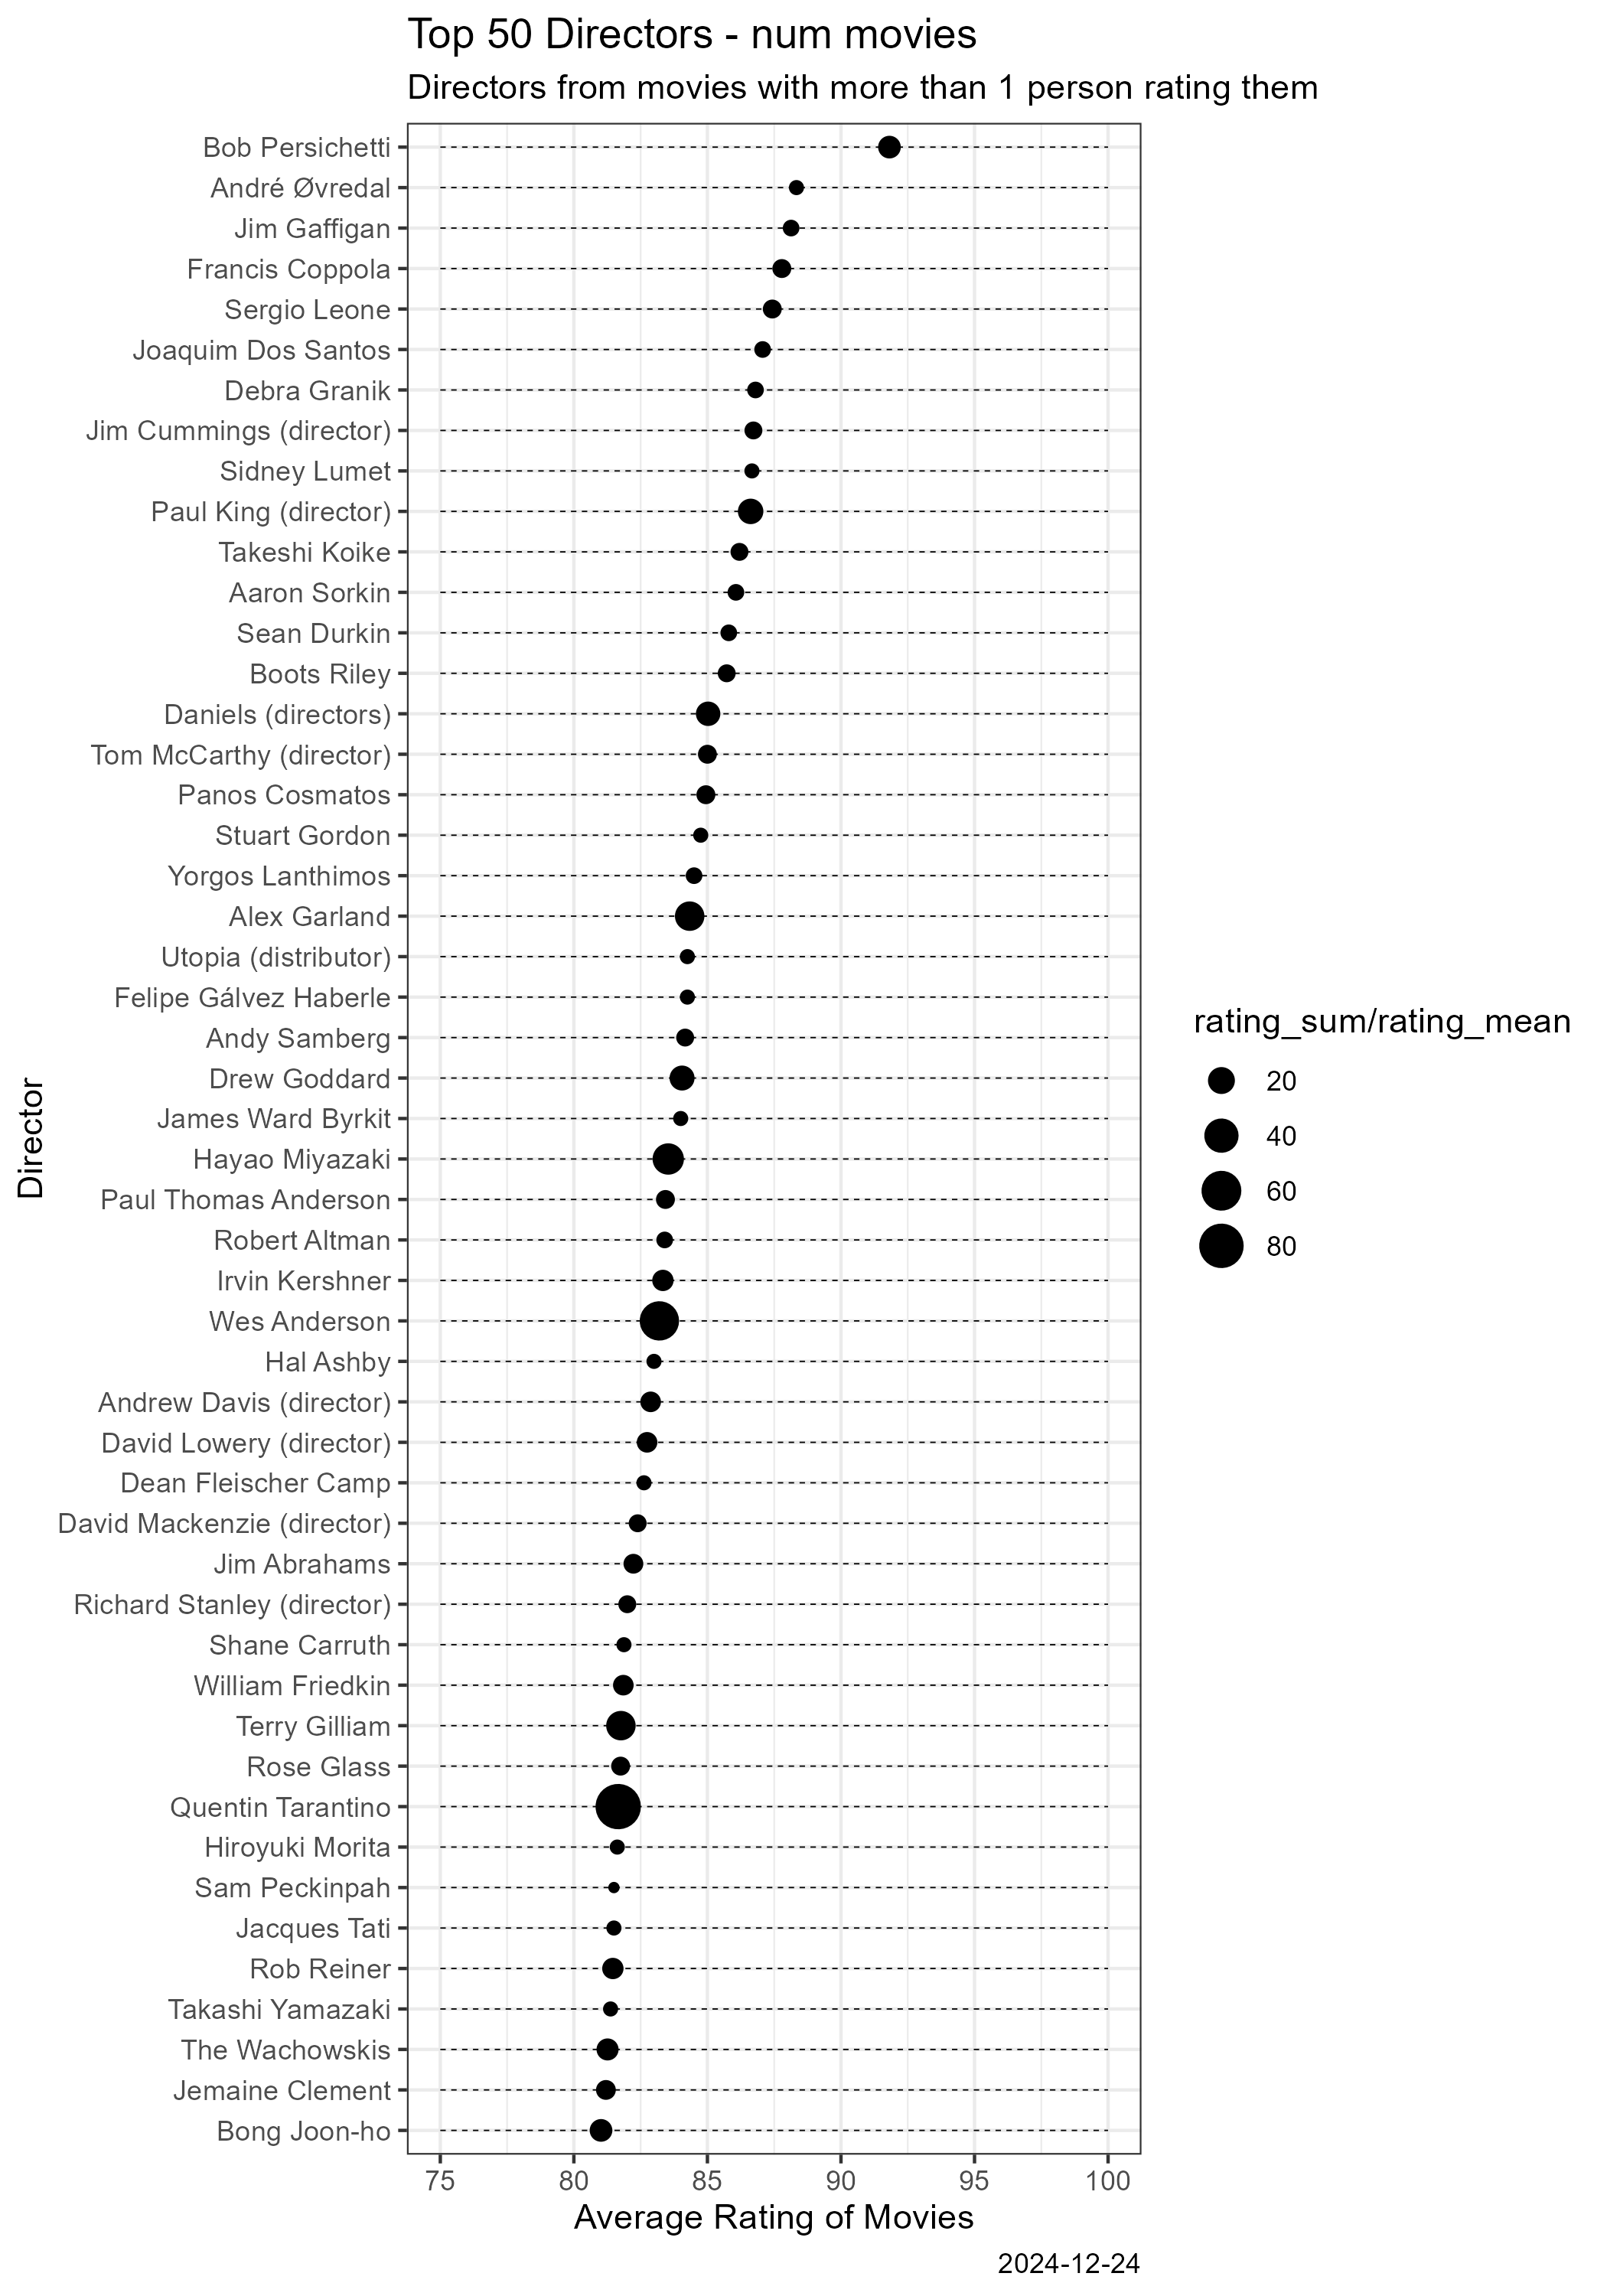 Top 50 Directors - num movies
Directors from movies with more than 1 person rating them
Bob Persichetti
André Øvredal
Jim Gaffigan
Francis Coppola
Sergio Leone
Joaquim Dos Santos
Debra Granik
Jim Cummings (director)
Sidney Lumet
Paul King (director)
Takeshi Koike
Aaron Sorkin
Sean Durkin
Boots Riley
Daniels (directors)
Tom McCarthy (director)
Panos Cosmatos
Stuart Gordon
Yorgos Lanthimos
Alex Garland
Utopia (distributor)
Felipe Gálvez Haberle
Andy Samberg
Drew Goddard
James Ward Byrkit
Hayao Miyazaki
Paul Thomas Anderson
Robert Altman
Irvin Kershner
Wes Anderson
Hal Ashby
Andrew Davis (director)
David Lowery (director)
Dean Fleischer Camp
David Mackenzie (director)
Jim Abrahams
Richard Stanley (director)
Shane Carruth
William Friedkin
Terry Gilliam
Rose Glass
Quentin Tarantino
Hiroyuki Morita
Sam Peckinpah
Jacques Tati
Rob Reiner
Takashi Yamazaki
The Wachowskis
Jemaine Clement
Bong Joon-ho
Director
75 80 85 90 95 100
Average Rating of Movies
rating_sum/rating_mean
20
40
60
80
2024-12-24